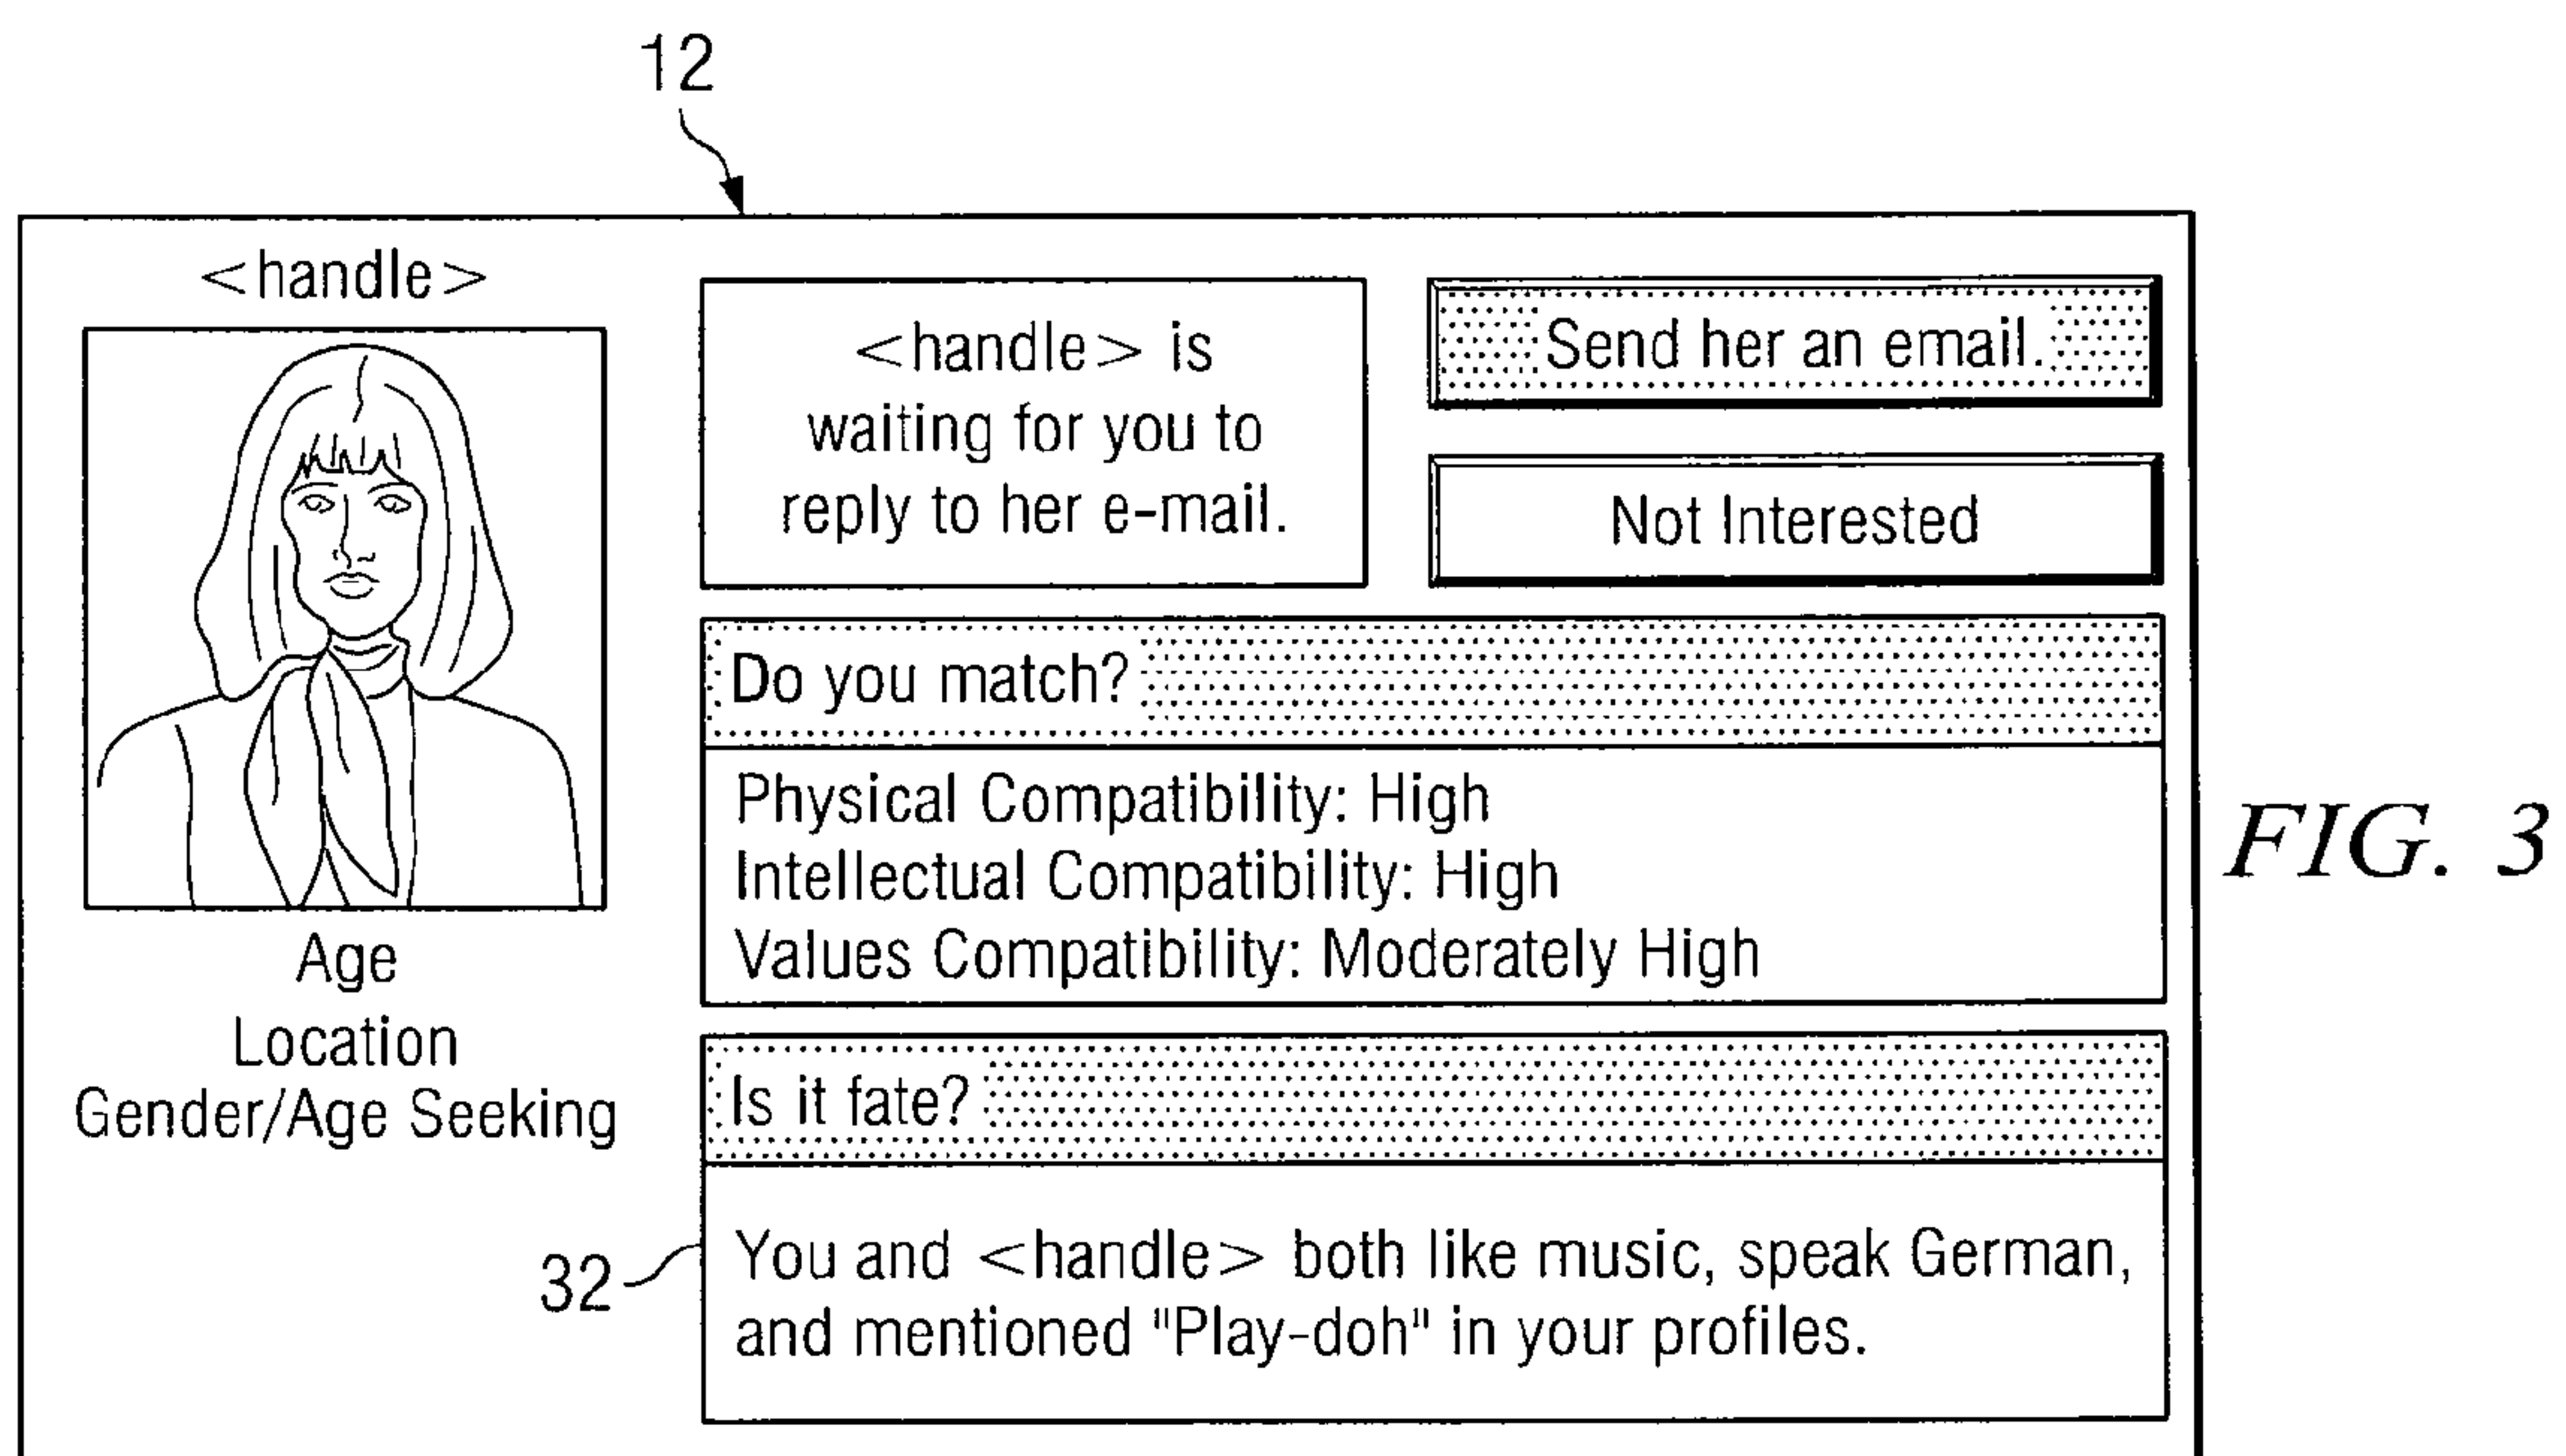 12
<handle>
<handle> is
waiting for you to
reply to her e-mail.
Send her an email.
Not Interested
Do you match?
Physical Compatibility: High
Intellectual Compatibility: High
Values Compatibility: Moderately High
Age
Location
Gender/Age Seeking
Is it fate?
32
You and <handle> both like music, speak German,
and mentioned "Play-doh" in your profiles.
FIG. 3